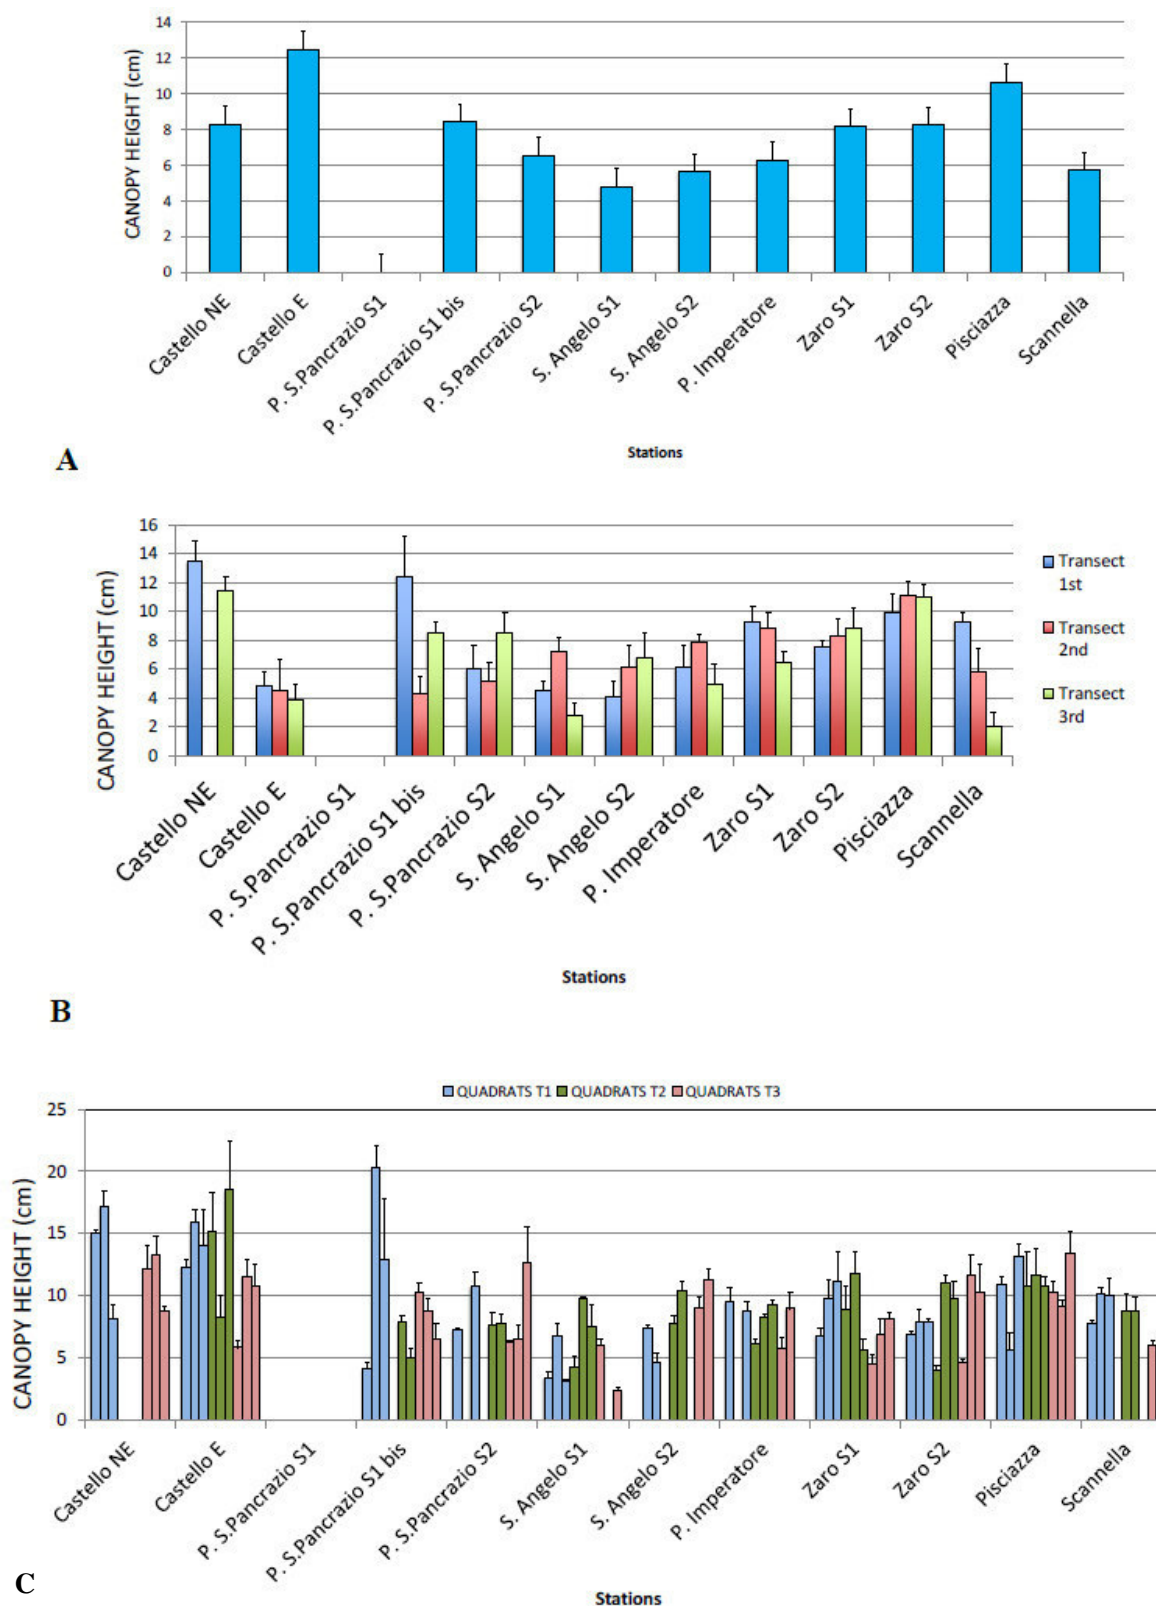 CANOPY HEIGHT (cm)
14
12
10
8
6
4
2
0
Castello NE
Castello E
P. S.Pancrazio S1
P. S.Pancrazio S1 bis
P. S.Pancrazio S2
S. Angelo S1
S. Angelo S2
P. Imperatore
Zaro S1
Zaro S2
Pisciazza
Scannella
Stations
A
CANOPY HEIGHT (cm)
16
14
12
10
8
6
4
2
0
Transect
1st
Transect
2nd
Transect
3rd
Castello NE
Castello E
P. S.Pancrazio S1
P. S.Pancrazio S1 bis
P. S.Pancrazio S2
S. Angelo S1
S. Angelo S2
P. Imperatore
Zaro S1
Zaro S2
Pisciazza
Scannella
Stations
B
QUADRATS T1 QUADRATS T2 QUADRATS T3
CANOPY HEIGHT (cm)
25
20
15
10
5
0
Castello NE
Castello E
P. S.Pancrazio S1
P. S.Pancrazio S1 bis
P. S.Pancrazio S2
S. Angelo S1
S. Angelo S2
P. Imperatore
Zaro S1
Zaro S2
Pisciazza
Scannella
Stations
C